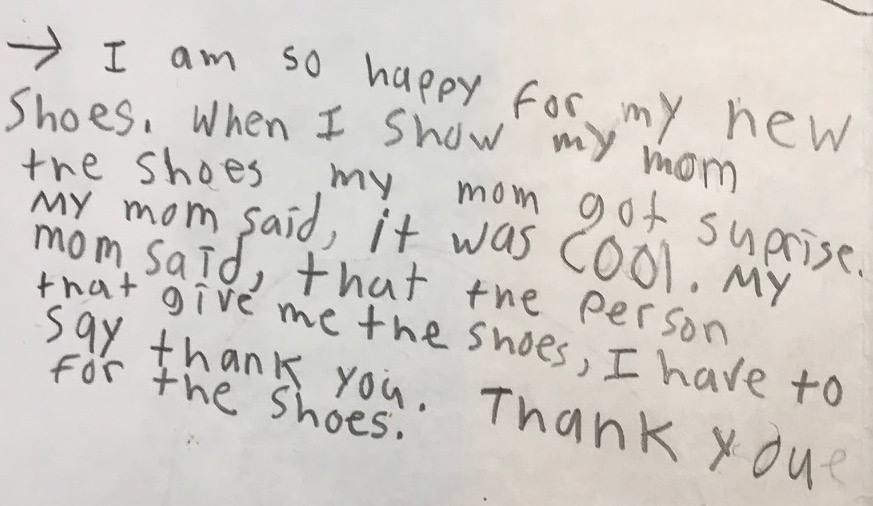 → I am so happy for my new
shoes. When I show my mom
the shoes my mom got suprise.
My mom said, it was COOl. My
mom said, that the person
that give me the shoes, I have to
say thank you.
for the shoes. Thank youe